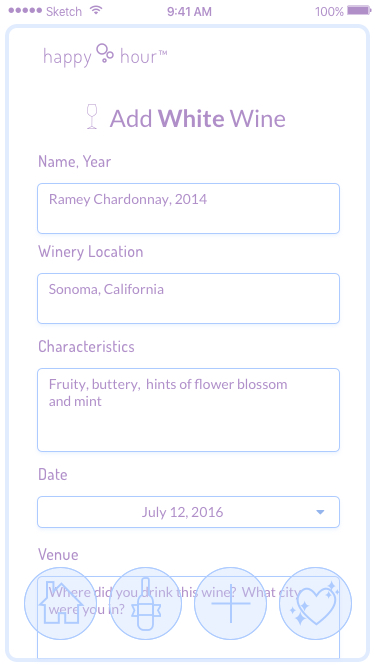 Sketch 9:41 AM 100%
happy hour™
Add White Wine
Name, Year
Ramey Chardonnay, 2014
Winery Location
Sonoma, California
Characteristics
Fruity, buttery, hints of flower blossom
and mint
Date
July 12, 2016
Venue
Where did you drink this wine? What city
were you in?